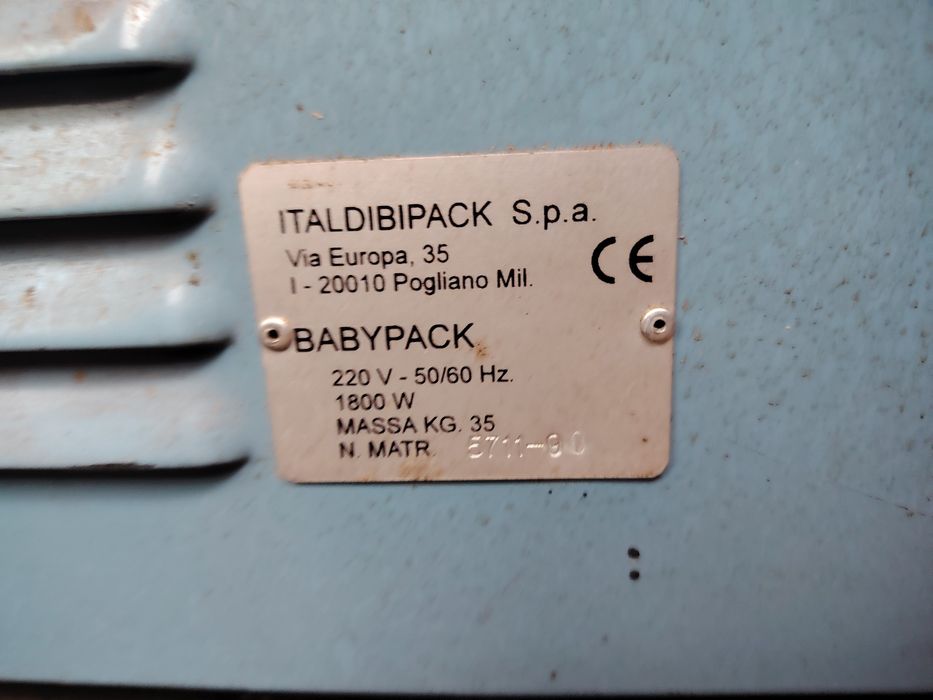 ITALDIBIPACK S.p.a.
Via Europa, 35
I - 20010 Pogliano Mil.
CE
BABYPACK
220 V - 50/60 Hz.
1800 W
MASSA KG. 35
N. MATR.